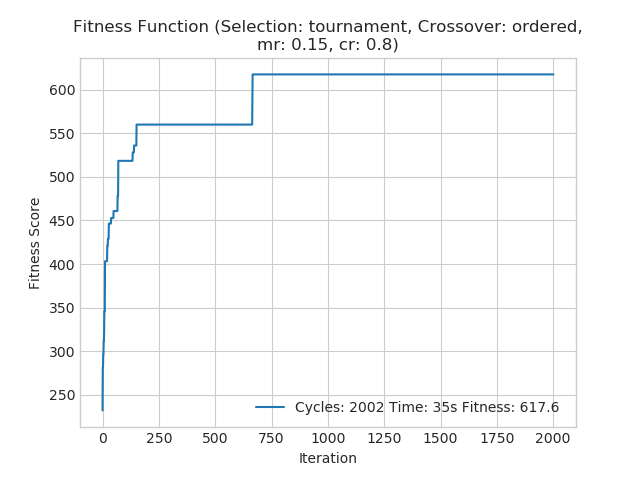 Fitness Function (Selection: tournament, Crossover: ordered,
mr: 0.15, cr: 0.8)
600
550
500
450
400
350
300
250
Fitness Score
Cycles: 2002 Time: 35s Fitness: 617.6
0 250 500 750 1000 1250 1500 1750 2000
Iteration